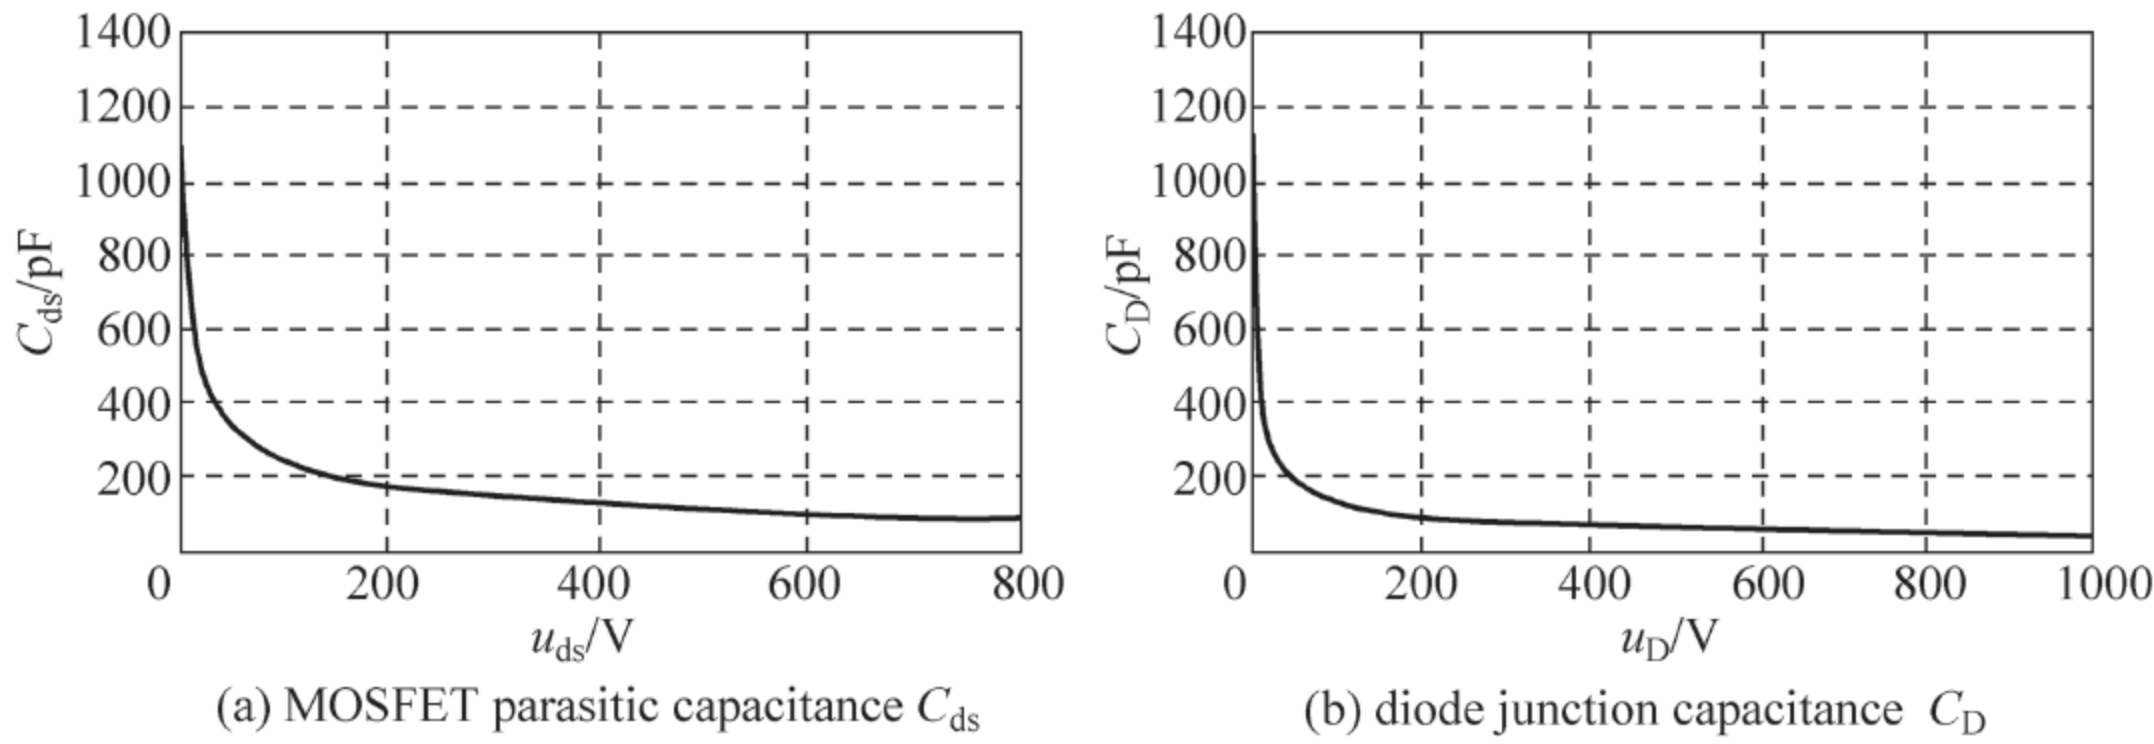 1400
1200
1000
800
600
400
200
0 200 400 600 800
C_ds/pF
u_ds/V
(a) MOSFET parasitic capacitance C_ds
1400
1200
1000
800
600
400
200
0 200 400 600 800 1000
C_D/pF
u_D/V
(b) diode junction capacitance C_D